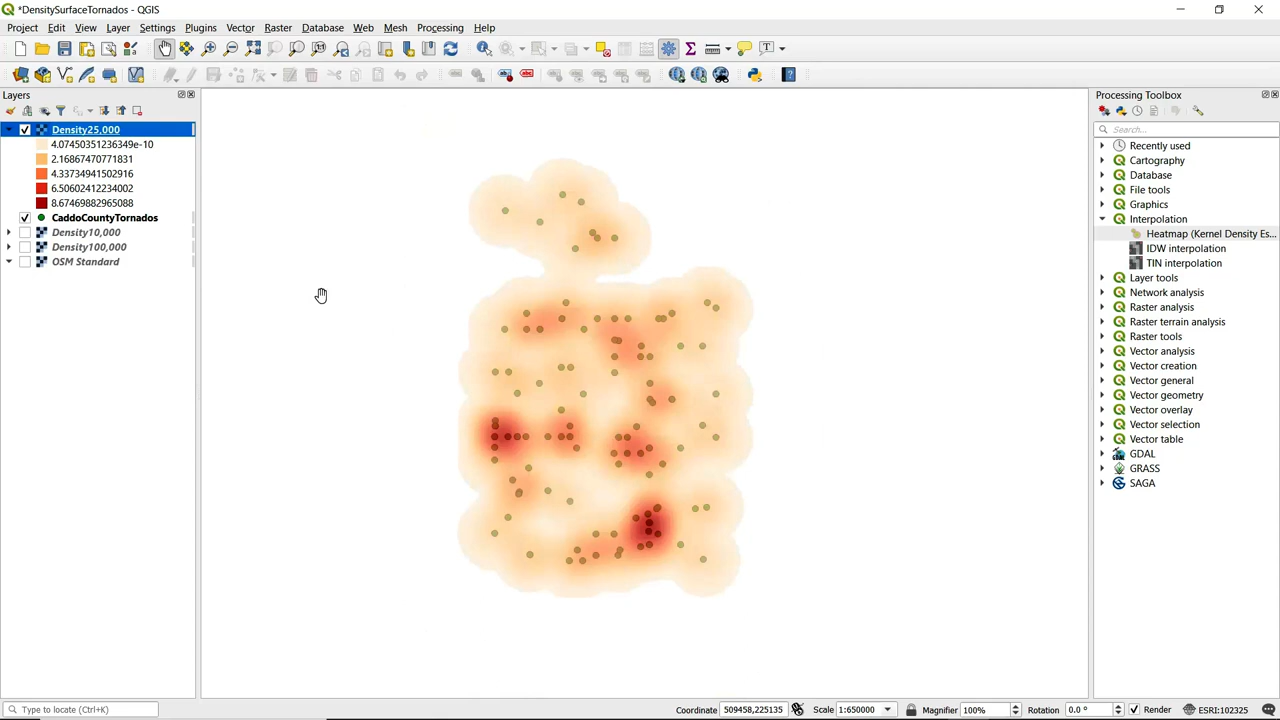 *DensitySurfaceTornados - QGIS
Project Edit View Layer Settings Plugins Vector Raster Database Web Mesh Processing Help
Layers
Density25,000
4.07450351236349e-10
2.16867470771831
4.33734941502916
6.50602412234002
8.67469882965088
CaddoCountyTornados
Density10,000
Density100,000
OSM Standard
Processing Toolbox
Search...
Recently used
Cartography
Database
File tools
Graphics
Interpolation
Heatmap (Kernel Density Es...
IDW interpolation
TIN interpolation
Layer tools
Network analysis
Raster analysis
Raster terrain analysis
Raster tools
Vector analysis
Vector creation
Vector general
Vector geometry
Vector overlay
Vector selection
Vector table
GDAL
GRASS
SAGA
Type to locate (Ctrl+K)
Coordinate 509458,225135 Scale 1:650000 Magnifier 100% Rotation 0.0 ° Render ESRI:102325